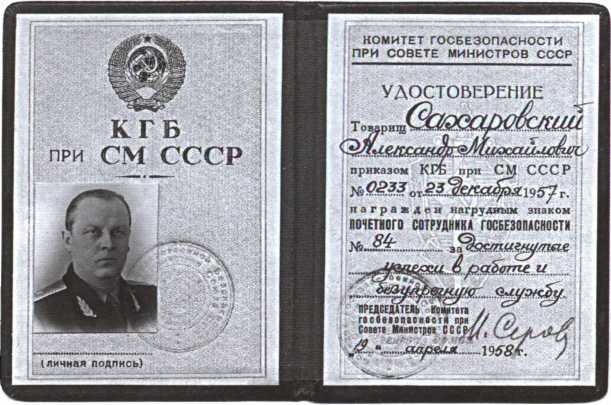 КГБ
ПРИ СМ СССР
(ЛИЧНАЯ ПОДПИСЬ)
КОМИТЕТ ГОСБЕЗОПАСНОСТИ
ПРИ СОВЕТЕ МИНИСТРОВ СССР
УДОСТОВЕРЕНИЕ
Товарищ Сахаровский
Александр Михайлович
приказом КГБ при СМ СССР
№ 0233 от 23 декабря 1957 г.
награжден нагрудным знаком
ПОЧЕТНОГО СОТРУДНИКА ГОСБЕЗОПАСНОСТИ
№ 84 за Достигнутые
успехи в работе и
безупречную службу.
ПРЕДСЕДАТЕЛЬ Комитета
госбезопасности при
Совете Министров СССР И. Серов
19 " апреля 1958 г.